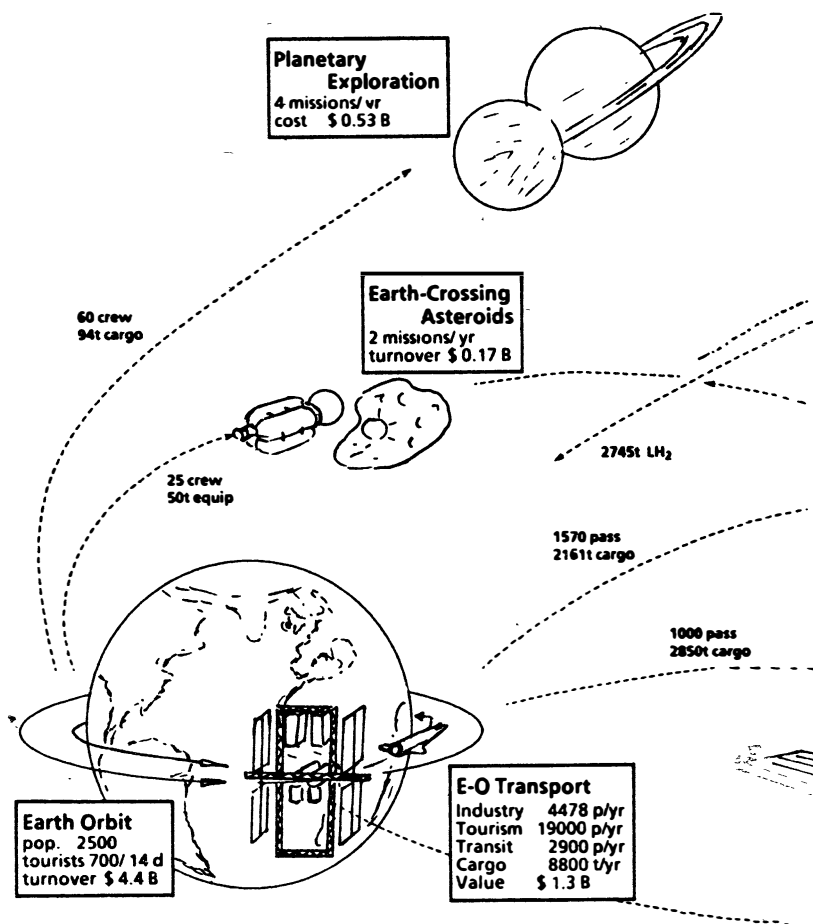 Planetary
Exploration
4 missions/ yr
cost $ 0.53 B
Earth-Crossing
Asteroids
2 missions/ yr
turnover $ 0.17 B
60 crew
94t cargo
25 crew
50t equip
2745t LH₂
1570 pass
2161t cargo
1000 pass
2850t cargo
E-O Transport
Industry 4478 p/yr
Tourism 19000 p/yr
Transit 2900 p/yr
Cargo 8800 t/yr
Value $ 1.3 B
Earth Orbit
pop. 2500
tourists 700/ 14 d
turnover $ 4.4 B